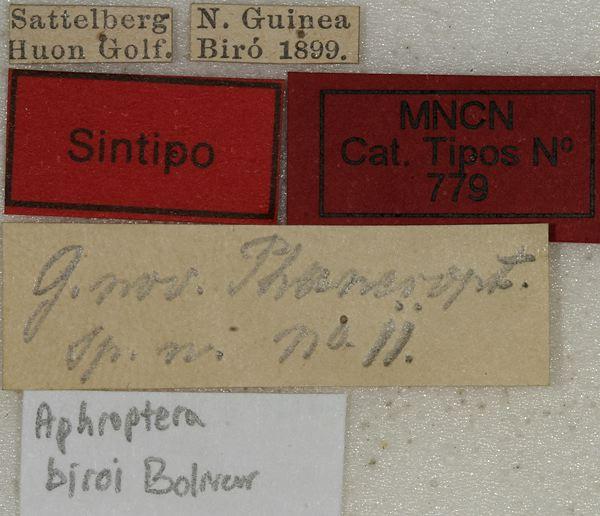 Sattelberg
Huon Golf.
N. Guinea
Biró 1899.
Sintipo
MNCN
Cat. Tipos Nº
779
G. nov. Phaneropt.
sp. n. no. 11.
Aphroptera
biroi Bolivar